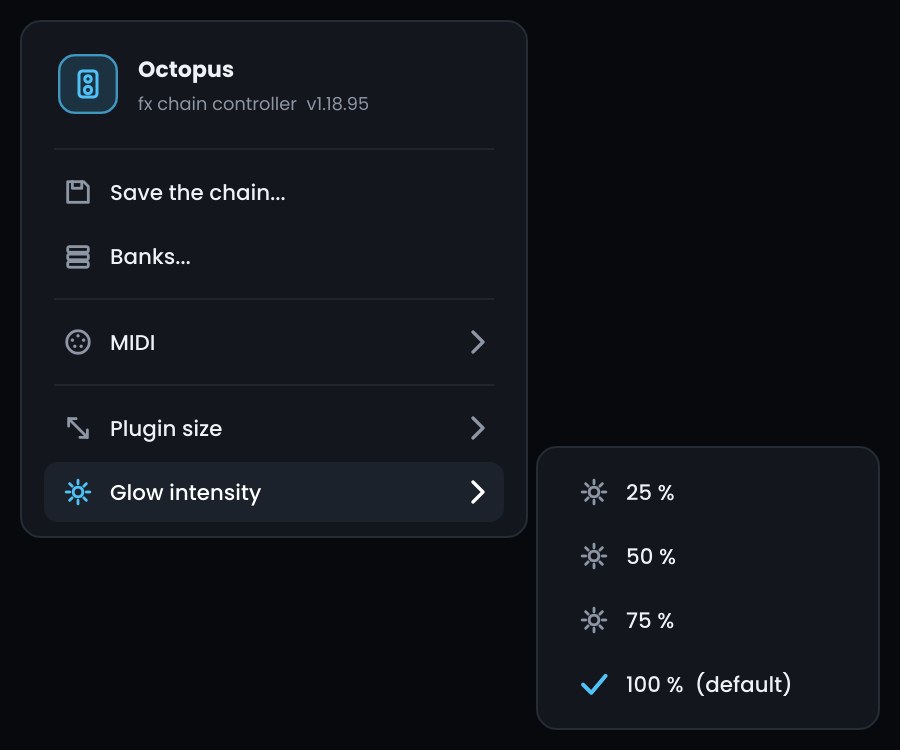 Octopus
fx chain controller v1.18.95
Save the chain...
Banks...
MIDI
Plugin size
Glow intensity
25 %
50 %
75 %
100 % (default)